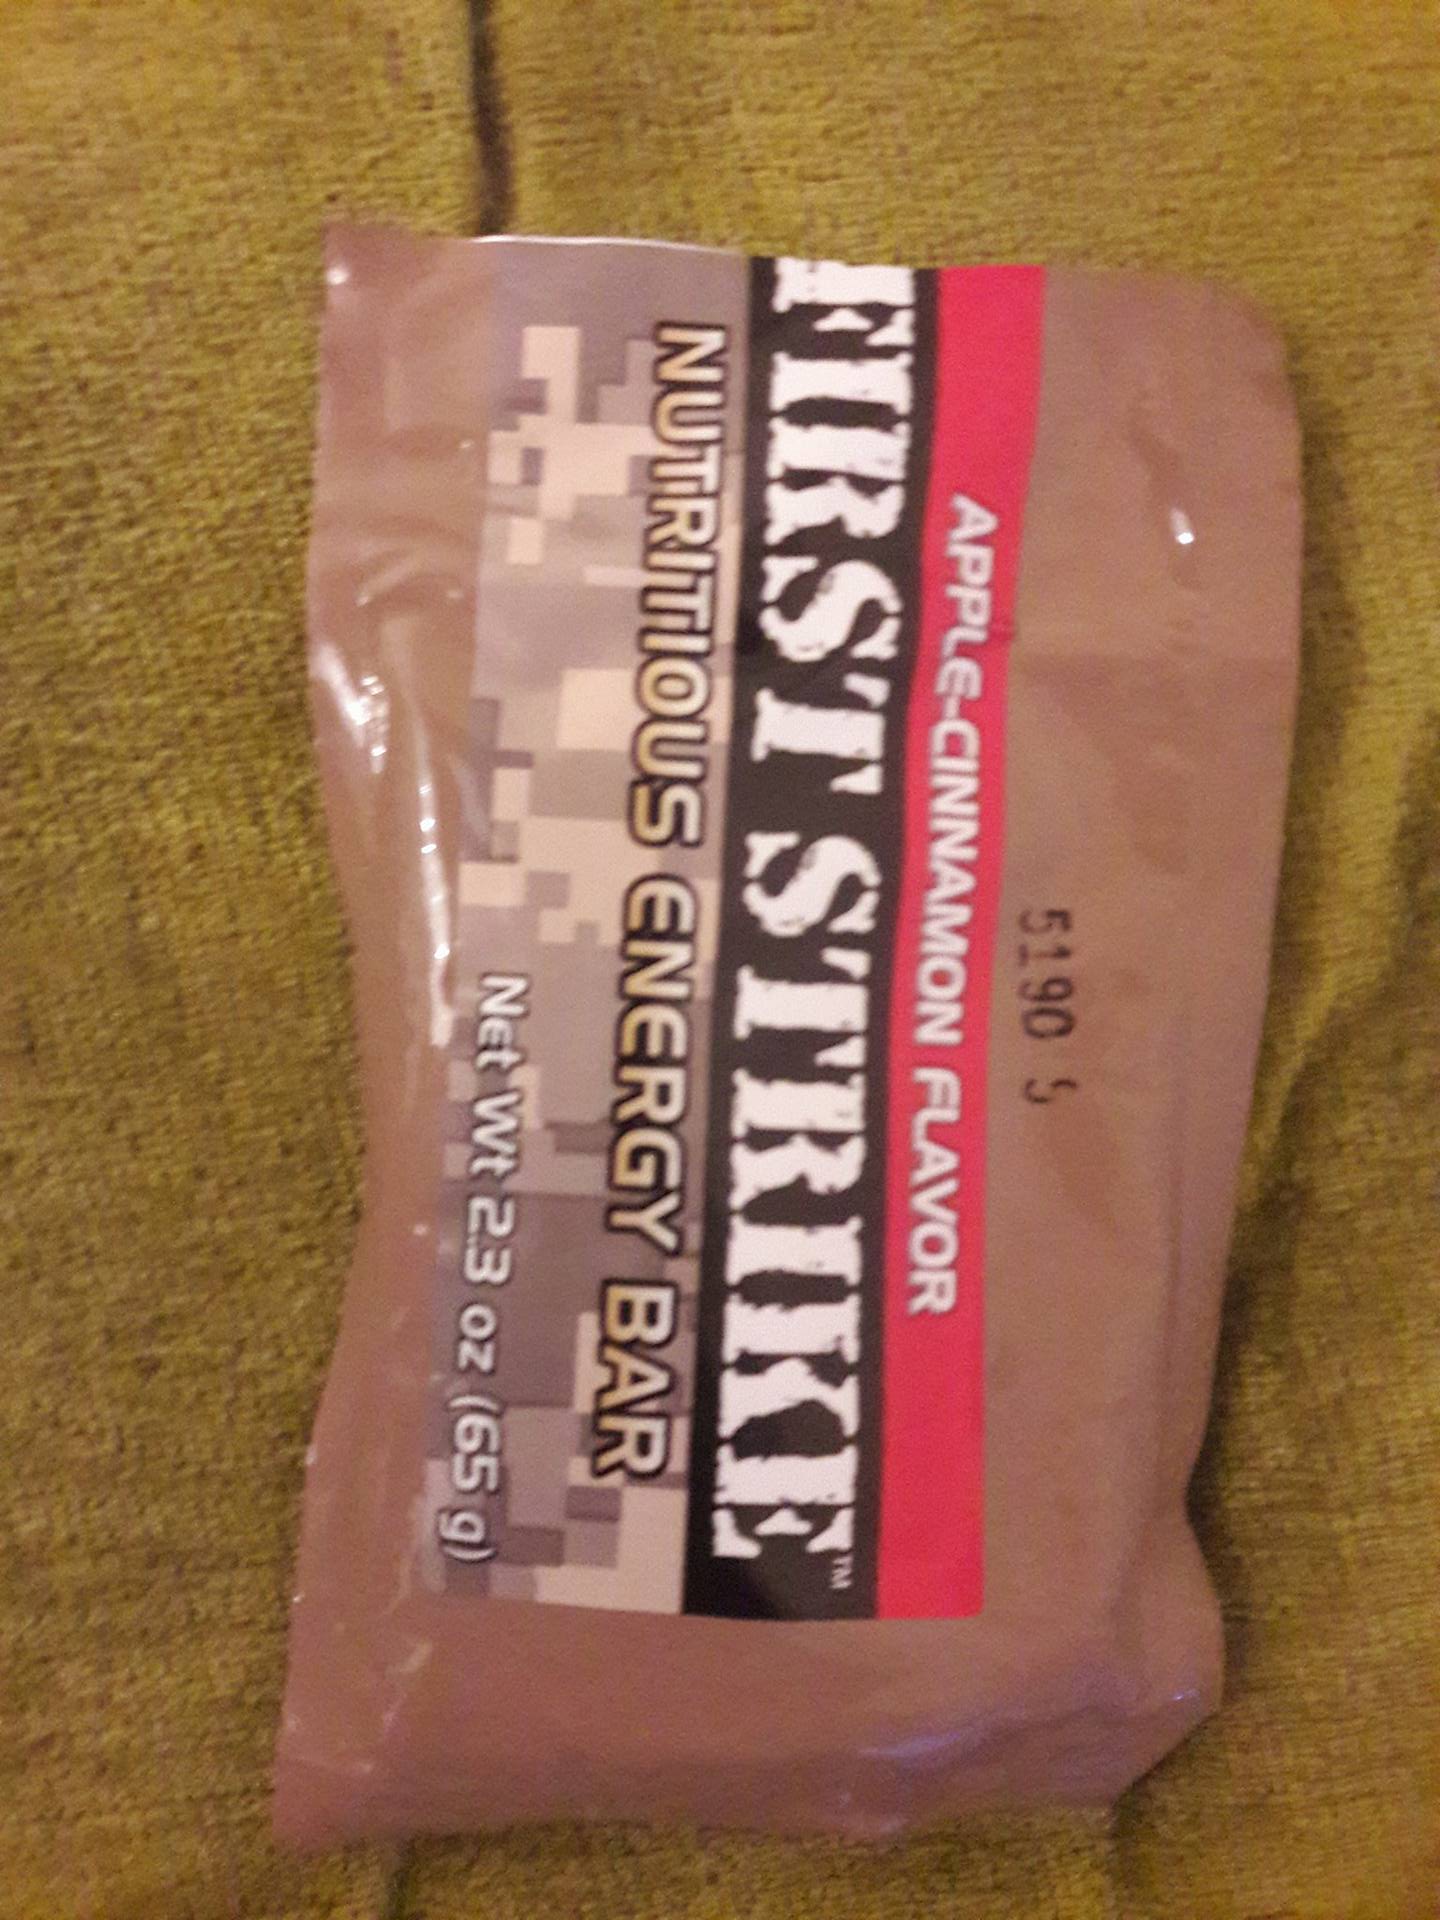 5190 5
APPLE-CINNAMON FLAVOR
FIRST STRIKE™
NUTRITIOUS ENERGY BAR
Net Wt 2.3 oz (65 g)